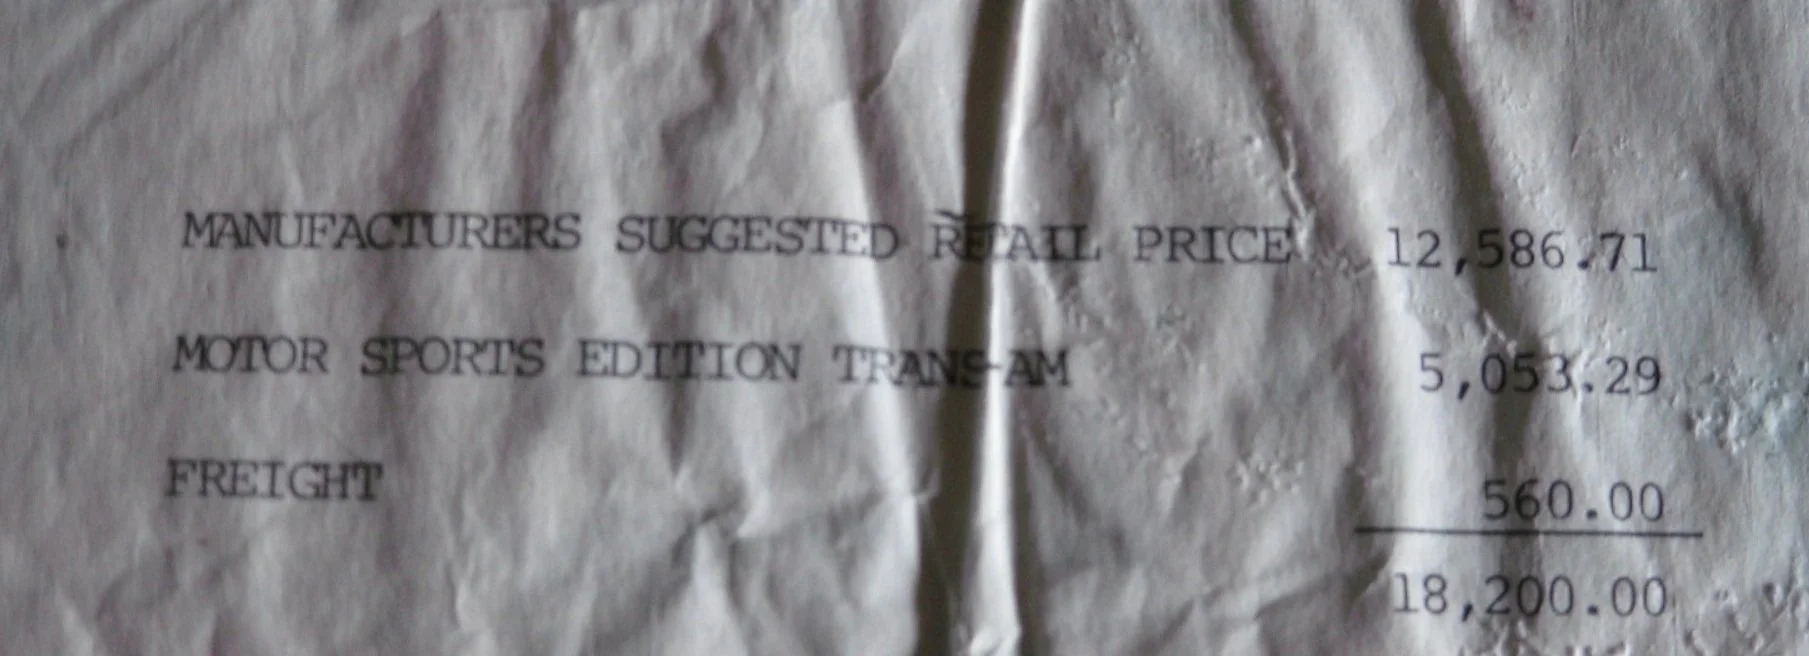 MANUFACTURERS SUGGESTED RETAIL PRICE 12,586.71
MOTOR SPORTS EDITION TRANS-AM 5,053.29
FREIGHT 560.00
18,200.00